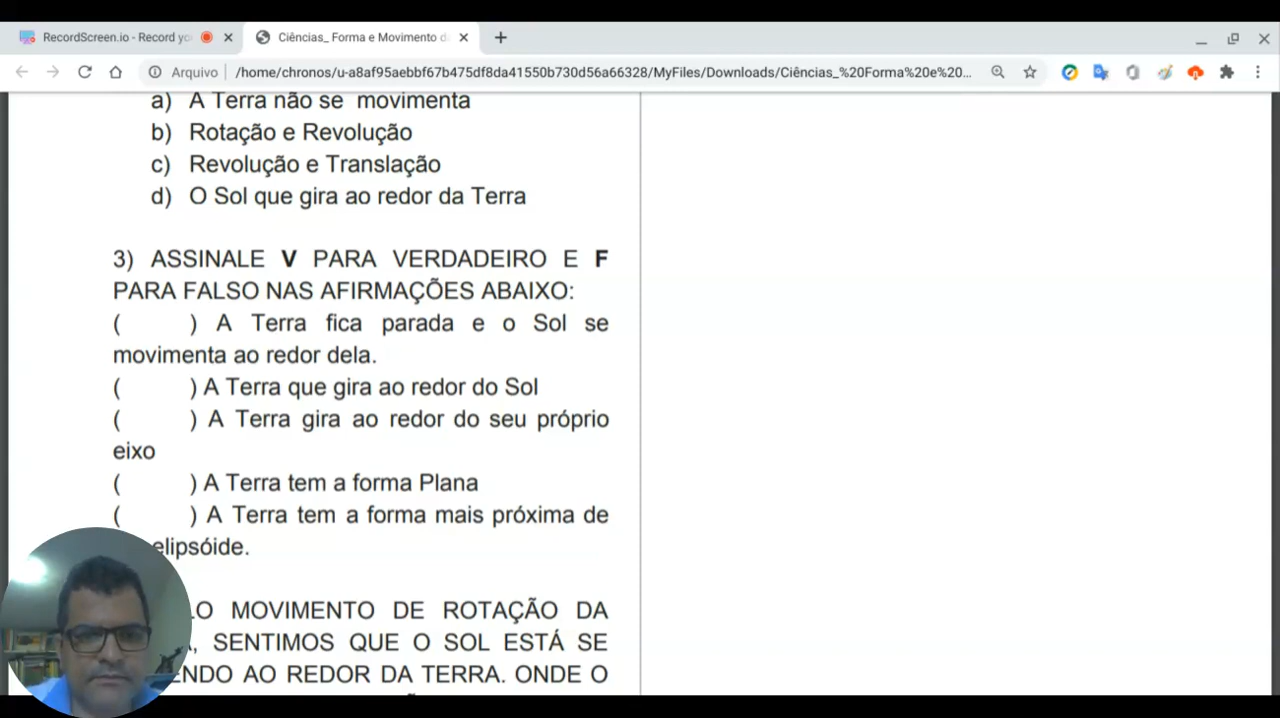 RecordScreen.io - Record yo
Ciências_ Forma e Movimento d
Arquivo /home/chronos/u-a8af95aebbf67b475df8da41550b730d56a66328/MyFiles/Downloads/Ciências_%20Forma%20e%20...
a) A Terra não se movimenta
b) Rotação e Revolução
c) Revolução e Translação
d) O Sol que gira ao redor da Terra
3) ASSINALE V PARA VERDADEIRO E F
PARA FALSO NAS AFIRMAÇÕES ABAIXO:
( ) A Terra fica parada e o Sol se
movimenta ao redor dela.
( ) A Terra que gira ao redor do Sol
( ) A Terra gira ao redor do seu próprio
eixo
( ) A Terra tem a forma Plana
( ) A Terra tem a forma mais próxima de
elipsóide.
LO MOVIMENTO DE ROTAÇÃO DA
SENTIMOS QUE O SOL ESTÁ SE
ENDO AO REDOR DA TERRA. ONDE O